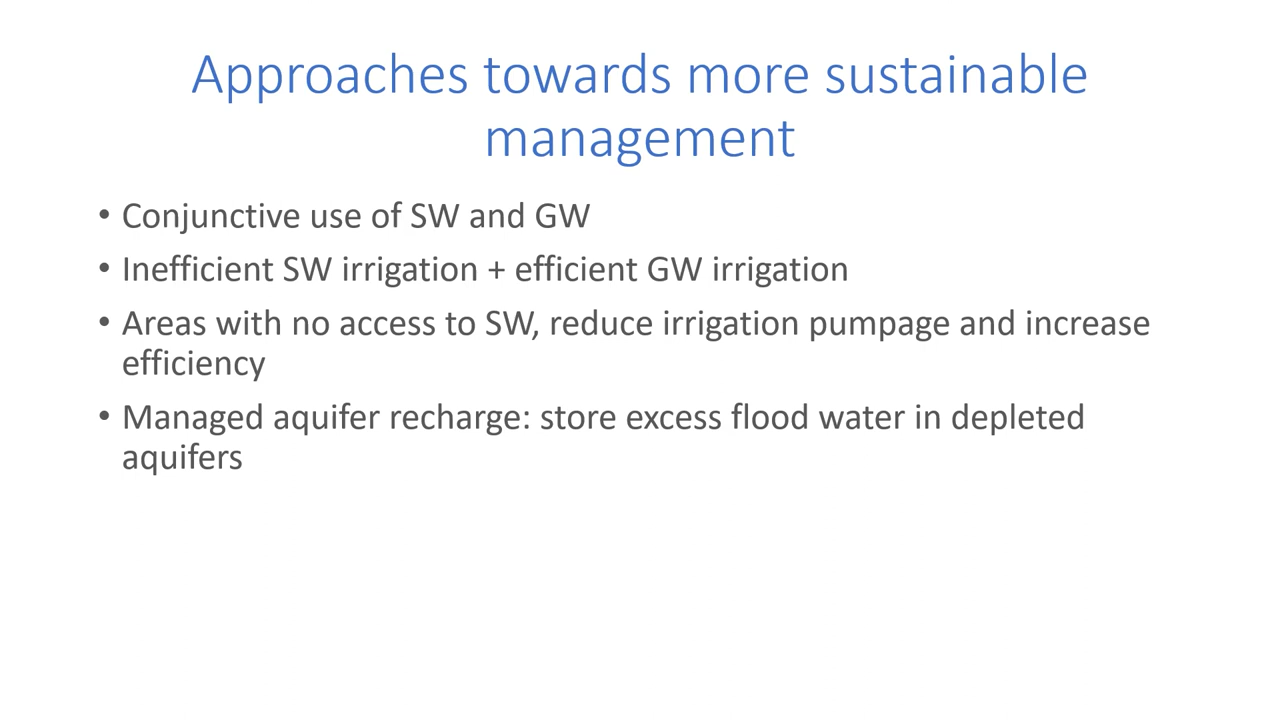 Approaches towards more sustainable
management
• Conjunctive use of SW and GW
• Inefficient SW irrigation + efficient GW irrigation
• Areas with no access to SW, reduce irrigation pumpage and increase
efficiency
• Managed aquifer recharge: store excess flood water in depleted
aquifers